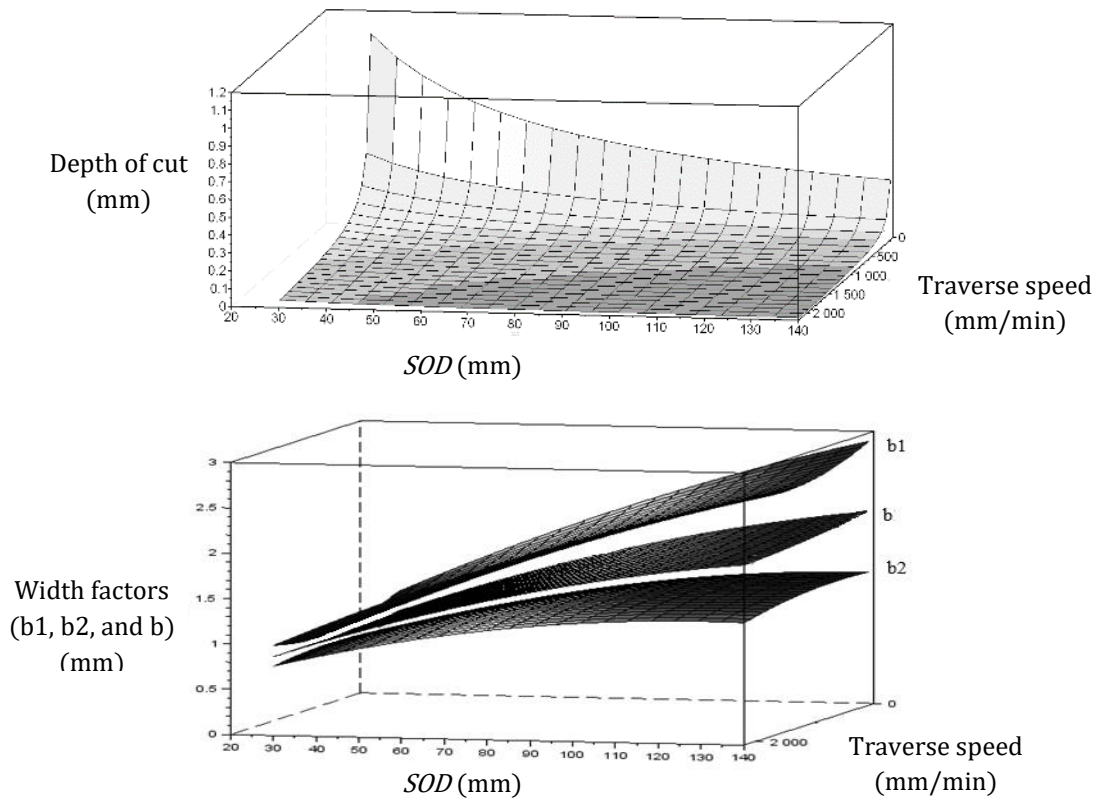 1.2
1.1
1
0.9
0.8
0.7
0.6
0.5
0.4
0.3
0.2
0.1
0
Depth of cut
(mm)
20 30 40 50 60 70 80 90 100 110 120 130 140
0
500
1 000
1 500
2 000
Traverse speed
(mm/min)
SOD (mm)
3
2.5
2
1.5
1
0.5
0
Width factors
(b1, b2, and b)
(mm)
b1
b
b2
20 30 40 50 60 70 80 90 100 110 120 130 140
0
2 000
Traverse speed
(mm/min)
SOD (mm)